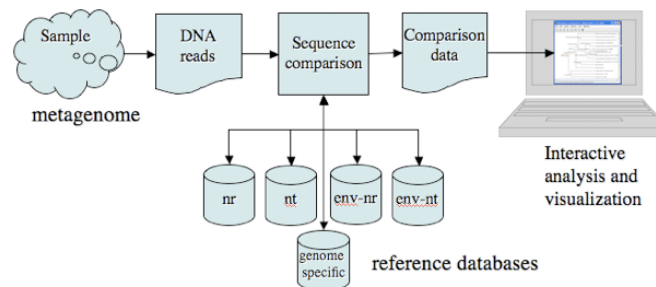 Sample
DNA
reads
Sequence
comparison
Comparison
data
metagenome
Interactive
analysis and
visualization
nr
nt
env-nr
env-nt
genome
specific
reference databases